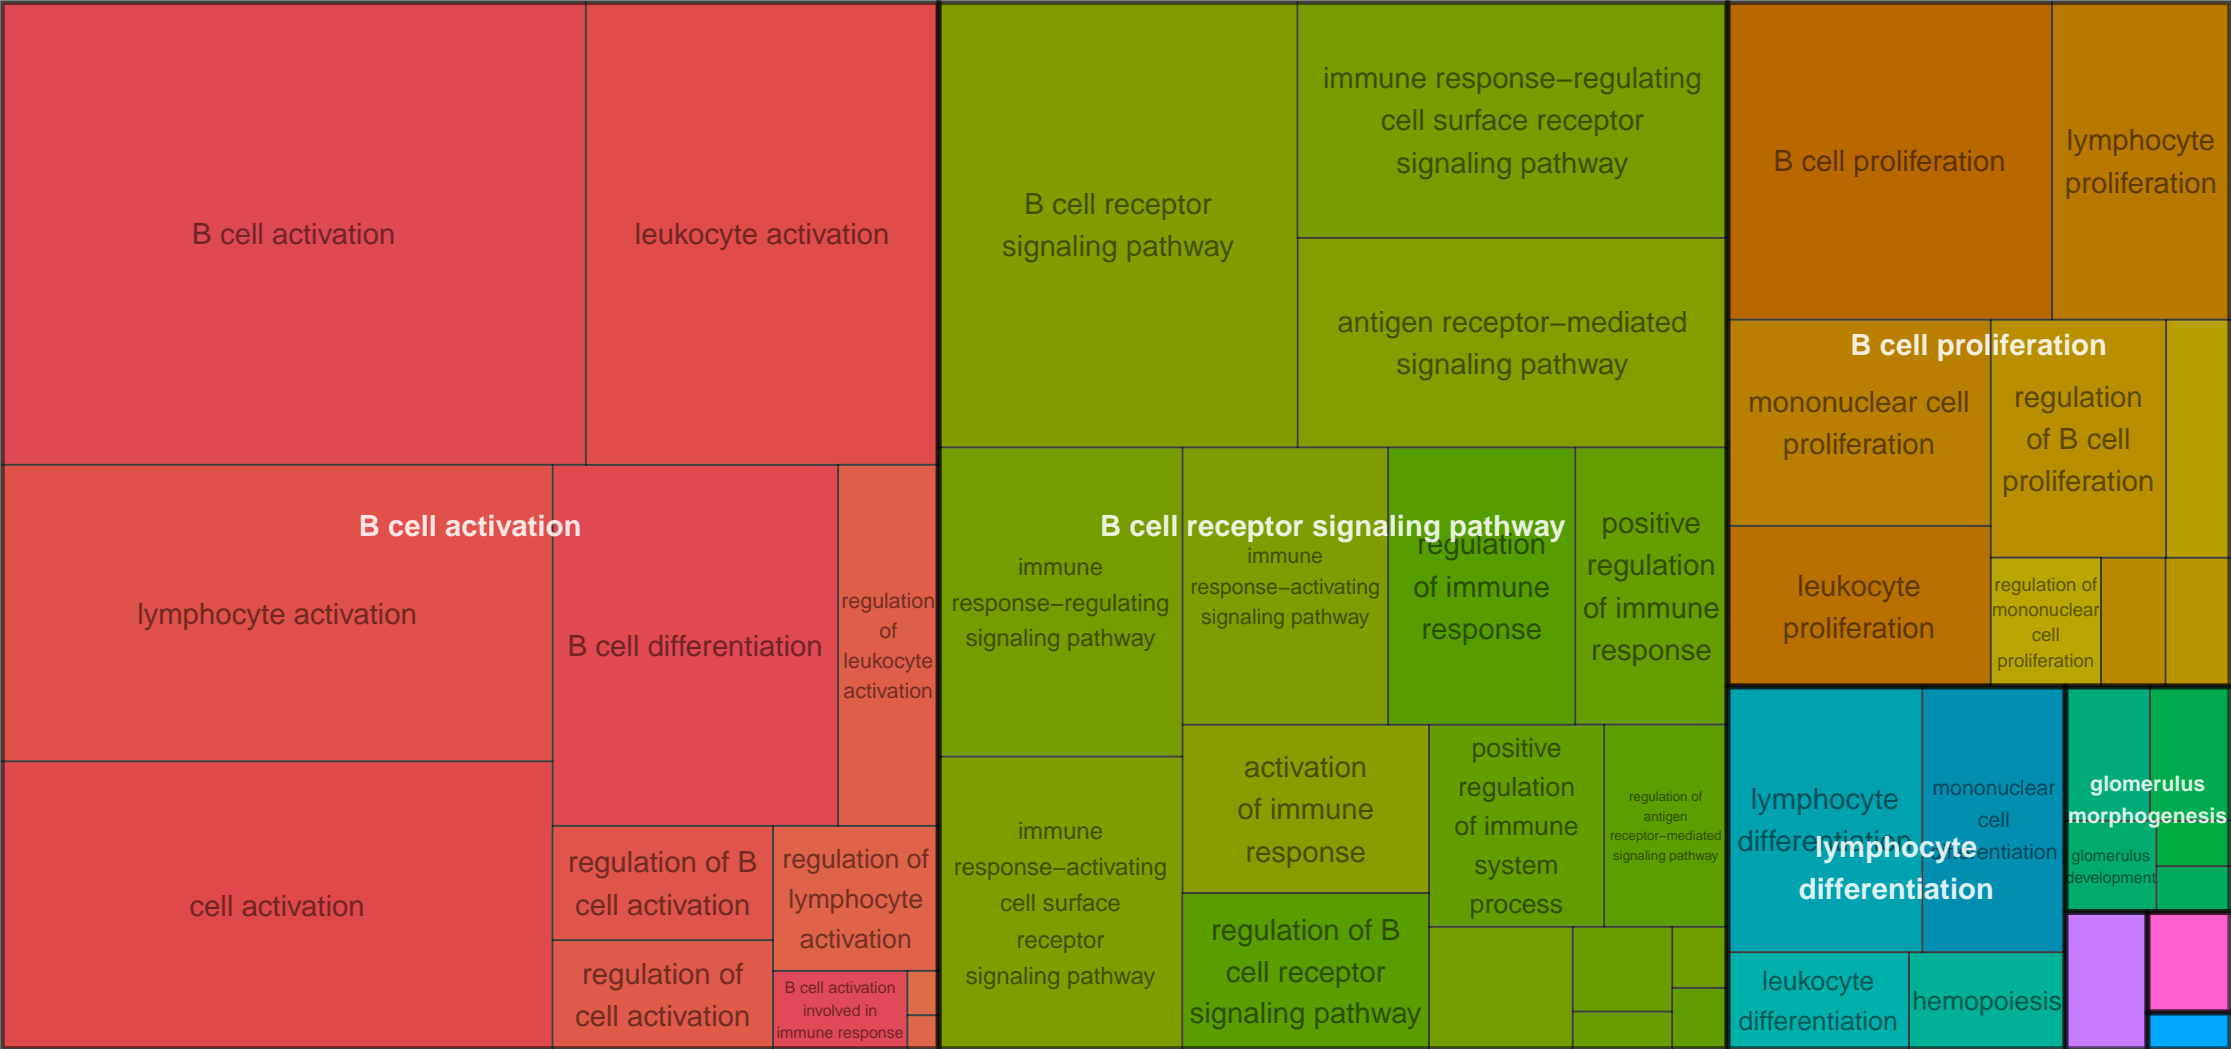 B cell activation
leukocyte activation
B cell activation
lymphocyte activation
B cell differentiation
regulation
of
leukocyte
activation
cell activation
regulation of B
cell activation
regulation of
lymphocyte
activation
regulation of
cell activation
B cell activation
involved in
immune response
B cell receptor
signaling pathway
immune response−regulating
cell surface receptor
signaling pathway
antigen receptor−mediated
signaling pathway
B cell receptor signaling pathway
immune
response−regulating
signaling pathway
immune
response−activating
signaling pathway
regulation
of immune
response
positive
regulation
of immune
response
immune
response−activating
cell surface
receptor
signaling pathway
activation
of immune
response
positive
regulation
of immune
system
process
regulation of
antigen
receptor−mediated
signaling pathway
regulation of B
cell receptor
signaling pathway
B cell proliferation
lymphocyte
proliferation
B cell proliferation
mononuclear cell
proliferation
regulation
of B cell
proliferation
leukocyte
proliferation
regulation of
mononuclear
cell
proliferation
lymphocyte
differentiation
mononuclear
cell
differentiation
lymphocyte
differentiation
leukocyte
differentiation
hemopoiesis
glomerulus
morphogenesis
glomerulus
development